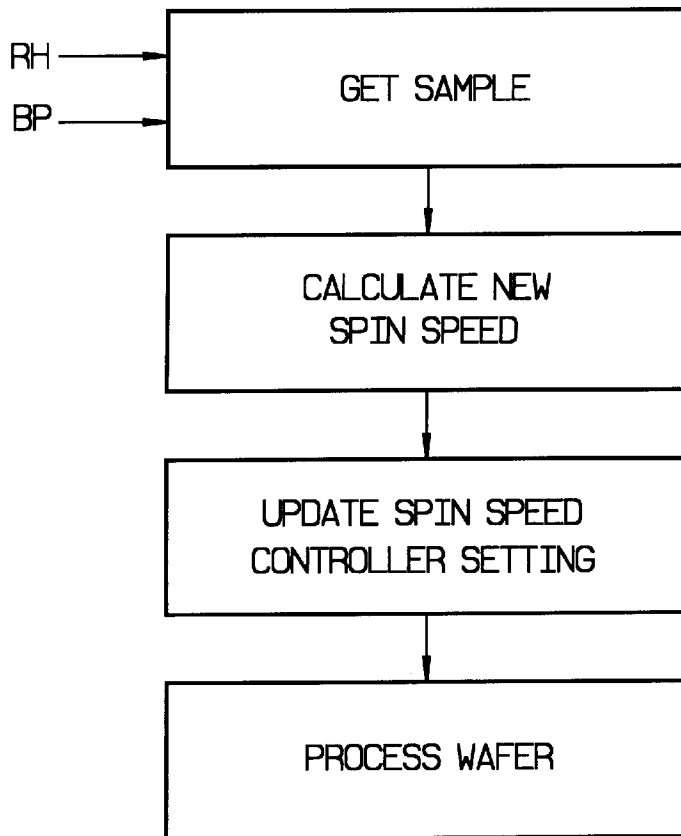 RH
GET SAMPLE
BP
CALCULATE NEW
SPIN SPEED
UPDATE SPIN SPEED
CONTROLLER SETTING
PROCESS WAFER